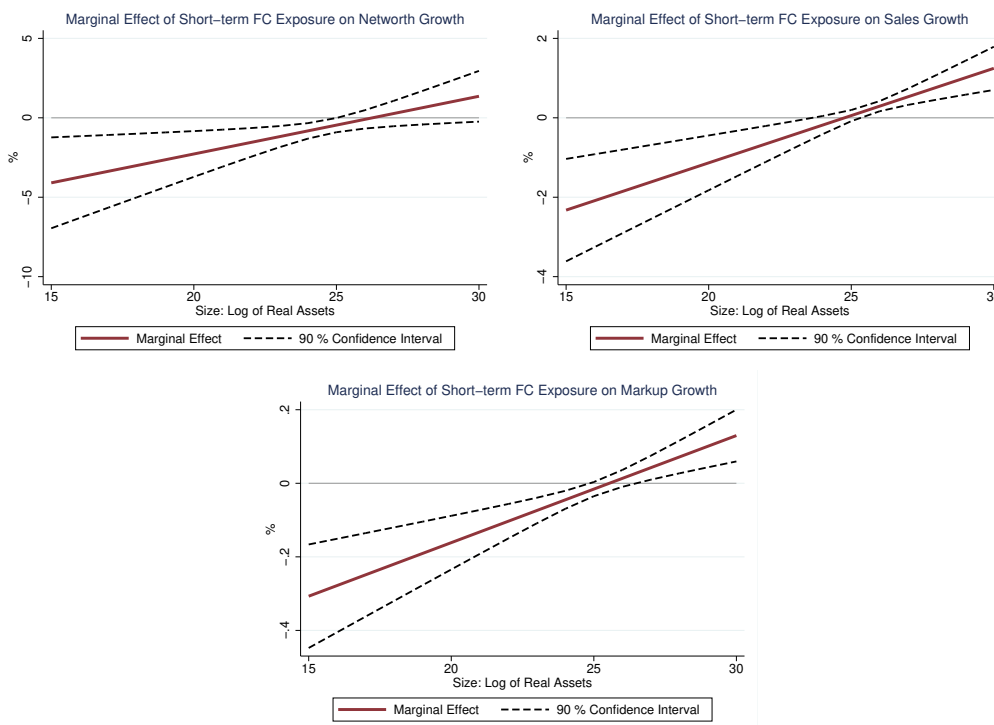 Marginal Effect of Short−term FC Exposure on Networth Growth
5
0
−5
−10
%
15 20 25 30
Size: Log of Real Assets
Marginal Effect 90 % Confidence Interval
Marginal Effect of Short−term FC Exposure on Sales Growth
2
0
−2
−4
%
15 20 25 3
Size: Log of Real Assets
Marginal Effect 90 % Confidence Interval
Marginal Effect of Short−term FC Exposure on Markup Growth
.2
0
−.2
−.4
%
15 20 25 30
Size: Log of Real Assets
Marginal Effect 90 % Confidence Interval